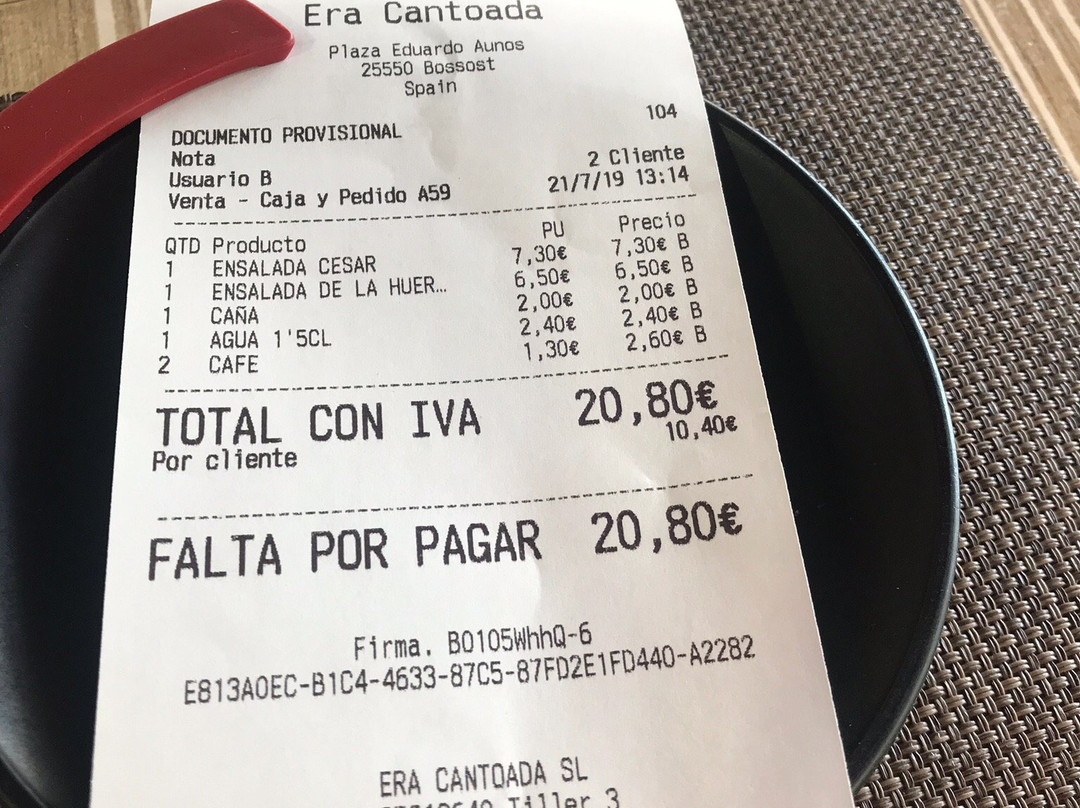 Era Cantoada
Plaza Eduardo Aunos
25550 Bossost
Spain
104
DOCUMENTO PROVISIONAL
Nota 2 Cliente
Usuario B 21/7/19 13:14
Venta - Caja y Pedido A59
QTD Producto PU Precio
1 ENSALADA CESAR 7,30€ 7,30€ B
1 ENSALADA DE LA HUER... 6,50€ 6,50€ B
1 CAÑA 2,00€ 2,00€ B
1 AGUA 1'5CL 2,40€ 2,40€ B
2 CAFE 1,30€ 2,60€ B
TOTAL CON IVA 20,80€
Por cliente 10,40€
FALTA POR PAGAR 20,80€
Firma. B0105WhhQ-6
E813A0EC-B1C4-4633-87C5-87FD2E1FD440-A2282
ERA CANTOADA SL
Tiller 3